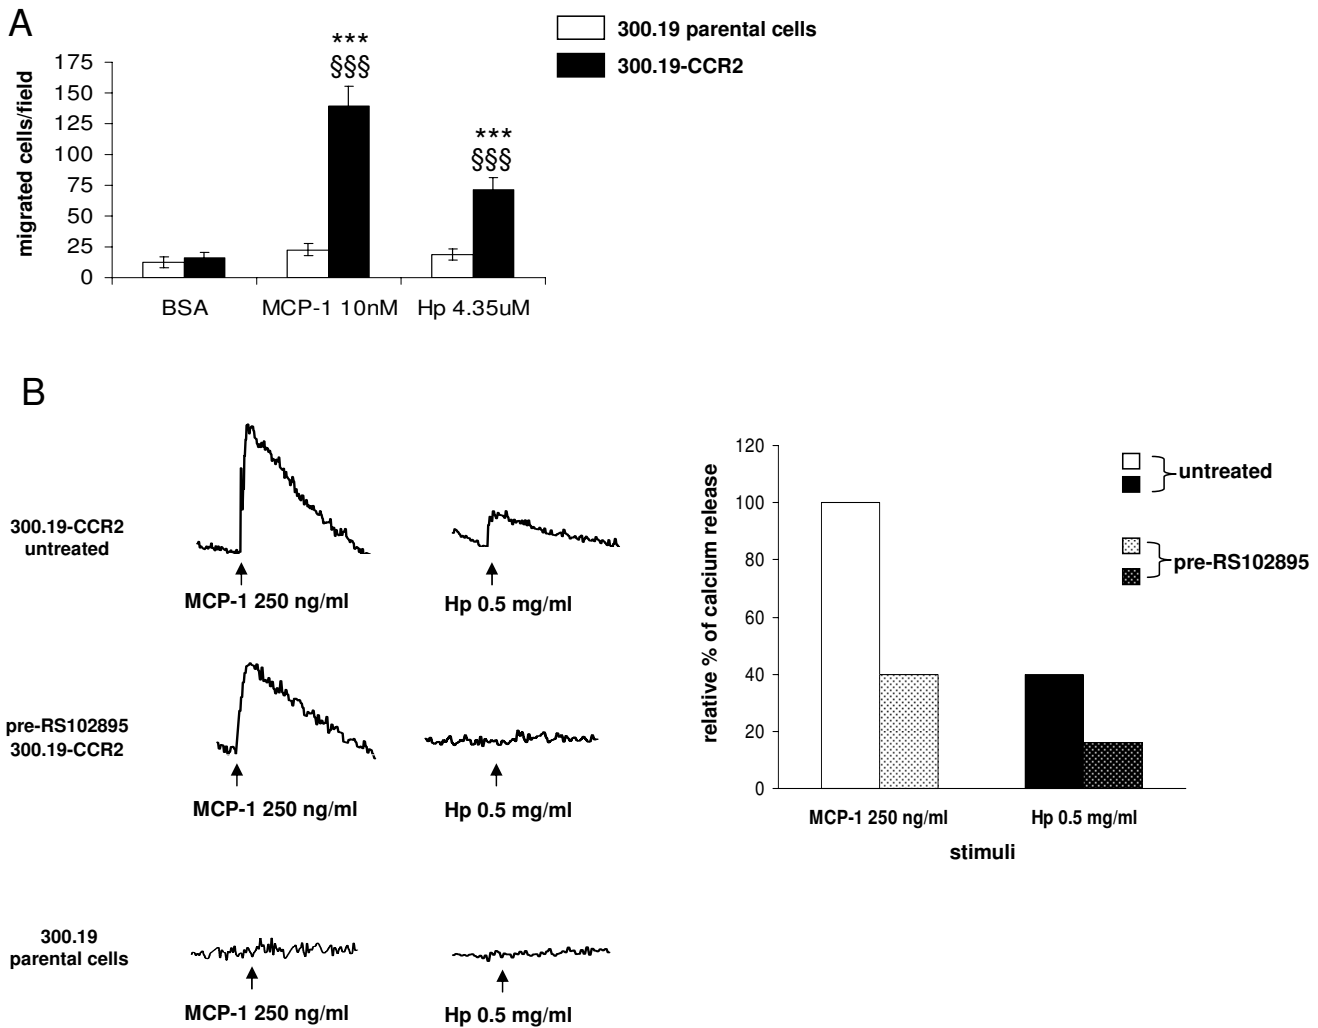 A
300.19 parental cells
300.19-CCR2
migrated cells/field
175
150
125
100
75
50
25
0
***
§§§
***
§§§
BSA
MCP-1 10nM
Hp 4.35uM
B
300.19-CCR2
untreated
MCP-1 250 ng/ml
Hp 0.5 mg/ml
pre-RS102895
300.19-CCR2
MCP-1 250 ng/ml
Hp 0.5 mg/ml
300.19
parental cells
MCP-1 250 ng/ml
Hp 0.5 mg/ml
relative % of calcium release
120
100
80
60
40
20
0
untreated
pre-RS102895
MCP-1 250 ng/ml
Hp 0.5 mg/ml
stimuli